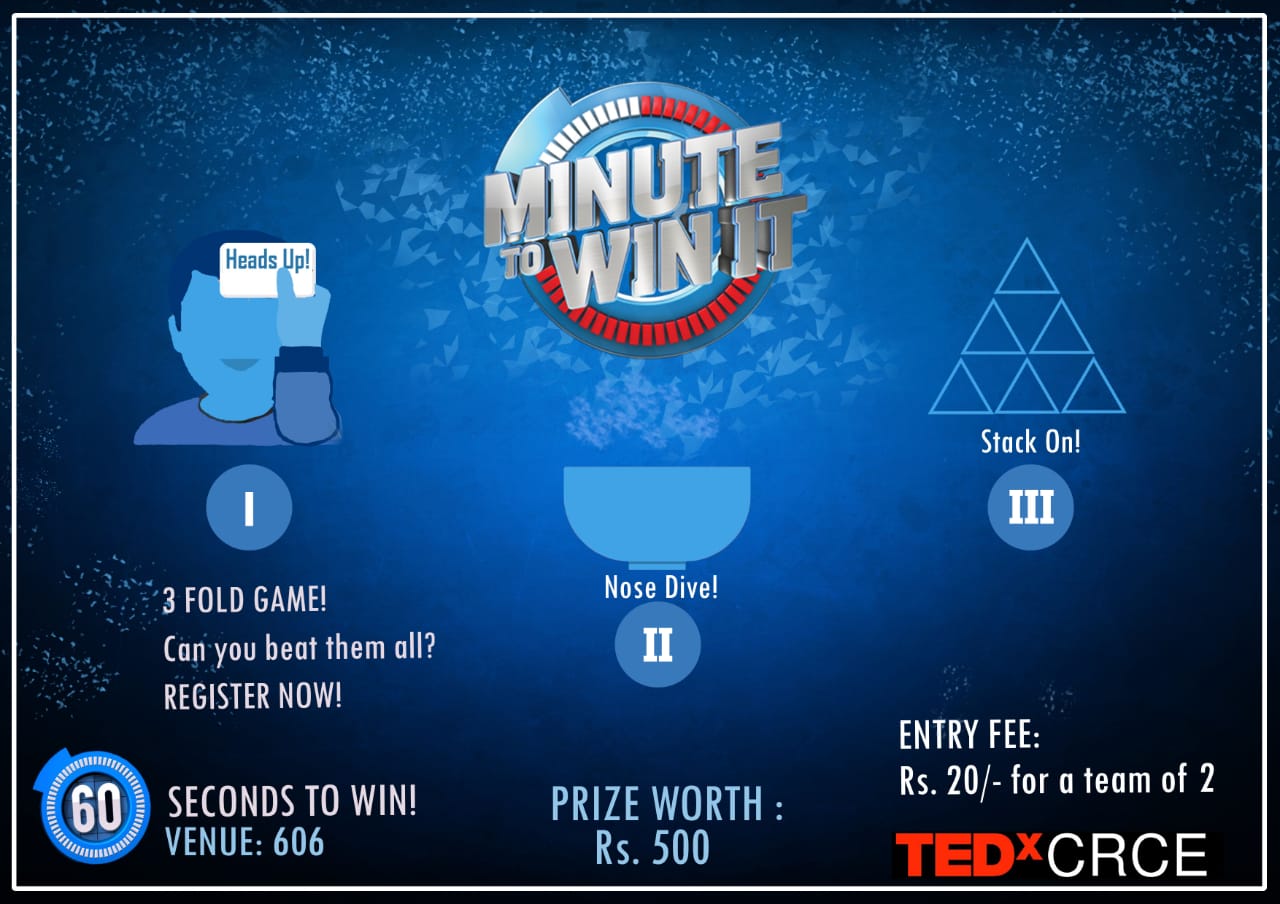 MINUTE
TO WIN IT
Heads Up!
I
Nose Dive!
II
Stack On!
III
3 FOLD GAME!
Can you beat them all?
REGISTER NOW!
60
SECONDS TO WIN!
VENUE: 606
PRIZE WORTH :
Rs. 500
ENTRY FEE:
Rs. 20/- for a team of 2
TEDxCRCE